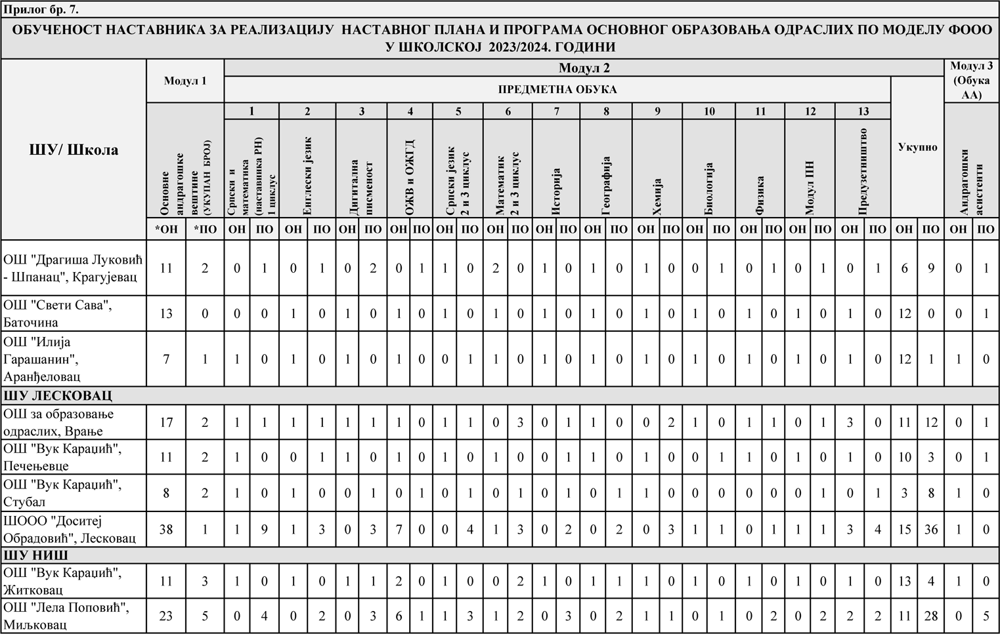 Прилог бр. 7.
ОБУЧЕНОСТ НАСТАВНИКА ЗА РЕАЛИЗАЦИЈУ НАСТАВНОГ ПЛАНА И ПРОГРАМА ОСНОВНОГ ОБРАЗОВАЊА ОДРАСЛИХ ПО МОДЕЛУ ФООО
У ШКОЛСКОЈ 2023/2024. ГОДИНИ
ШУ/ Школа
Модул 1
Модул 2
Модул 3
(Обука
АА)
ПРЕДМЕТНА ОБУКА
Укупно
1 2 3 4 5 6 7 8 9 10 11 12 13
Основне
андрагошке
вештине
(УКУПАН БРОЈ)
Српски и
математика
(наставника РН)
1 циклус
Енглески језик
Дигитална
писменост
ОЖВ и ОЖГД
Српски језик
2 и 3 циклус
Математик
2 и 3 циклус
Историја
Географија
Хемија
Биологија
Физика
Модул ПН
Предузетништво
Андрагошки
асистенти
*ОН *ПО ОН ПО ОН ПО ОН ПО ОН ПО ОН ПО ОН ПО ОН ПО ОН ПО ОН ПО ОН ПО ОН ПО ОН ПО ОН ПО ОН ПО ОН ПО
ОШ "Драгиша Луковић
- Шпанац", Крагујевац
11 2 0 1 0 1 0 2 0 1 1 0 2 0 1 0 1 0 1 0 0 1 0 1 0 1 0 1 6 9 0 1
ОШ "Свети Сава",
Баточина
13 0 0 0 1 0 1 0 1 0 1 0 1 0 1 0 1 0 1 0 1 0 1 0 1 0 1 0 12 0 0 1
ОШ "Илија
Гарашанин",
Аранђеловац
7 1 1 0 1 0 1 0 1 0 0 1 1 0 1 0 1 0 1 0 1 0 1 0 1 0 1 0 12 1 1 0
ШУ ЛЕСКОВАЦ
ОШ за образовање
одраслих, Врање
17 2 1 1 1 1 1 1 1 0 1 1 0 3 0 1 1 0 0 2 1 0 1 1 0 1 3 0 11 12 0 1
ОШ "Вук Караџић",
Печењевце
11 2 1 0 0 1 1 0 1 0 1 0 1 0 0 1 1 0 1 0 0 1 1 0 1 0 1 0 10 3 0 1
ОШ "Вук Караџић",
Стубал
8 2 1 0 1 0 0 1 0 1 0 1 0 1 0 1 0 1 0 0 0 0 0 0 0 1 0 1 3 8 1 0
ШООО "Доситеј
Обрадовић", Лесковац
38 1 1 9 1 3 0 3 7 0 0 4 1 3 0 2 0 2 0 3 1 1 0 1 1 1 3 4 15 36 1 0
ШУ НИШ
ОШ "Вук Караџић",
Житковац
11 3 1 0 1 0 1 1 2 0 1 0 0 2 1 0 1 1 1 0 1 0 1 0 1 0 1 0 13 4 1 0
ОШ "Лела Поповић",
Миљковац
23 5 0 4 0 2 0 3 6 1 1 3 1 2 0 3 0 2 1 1 0 1 0 2 0 2 2 2 11 28 0 5